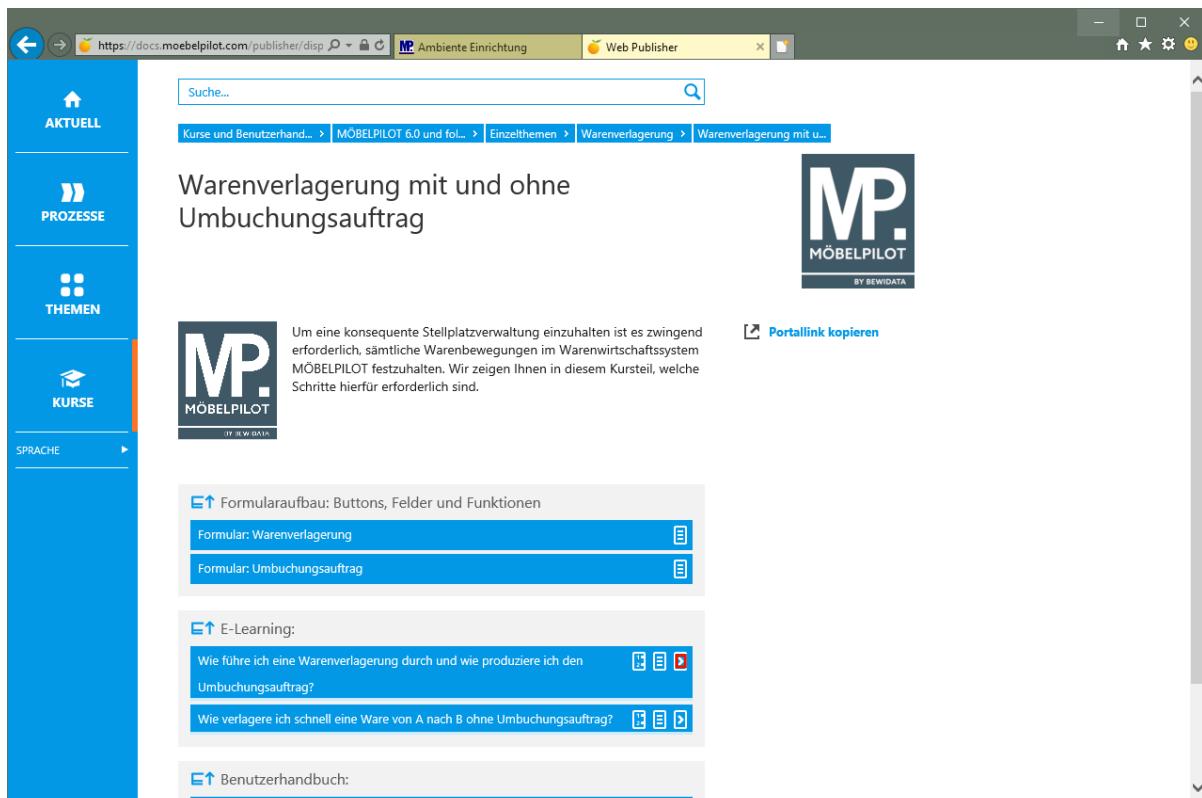 https://docs.moebelpilot.com/publisher/disp
MP. Ambiente Einrichtung
Web Publisher
Suche...
AKTUELL
Kurse und Benutzerhand... > MÖBELPILOT 6.0 und fol... > Einzelthemen > Warenverlagerung > Warenverlagerung mit u...
Warenverlagerung mit und ohne
Umbuchungsauftrag
MP.
MÖBELPILOT
BY BEWIDATA
PROZESSE
THEMEN
KURSE
SPRACHE
MP.
MÖBELPILOT
BY BEWIDATA
Um eine konsequente Stellplatzverwaltung einzuhalten ist es zwingend
erforderlich, sämtliche Warenbewegungen im Warenwirtschaftssystem
MÖBELPILOT festzuhalten. Wir zeigen Ihnen in diesem Kursteil, welche
Schritte hierfür erforderlich sind.
Portallink kopieren
Formularaufbau: Buttons, Felder und Funktionen
Formular: Warenverlagerung
Formular: Umbuchungsauftrag
E-Learning:
Wie führe ich eine Warenverlagerung durch und wie produziere ich den
Umbuchungsauftrag?
Wie verlagere ich schnell eine Ware von A nach B ohne Umbuchungsauftrag?
Benutzerhandbuch: